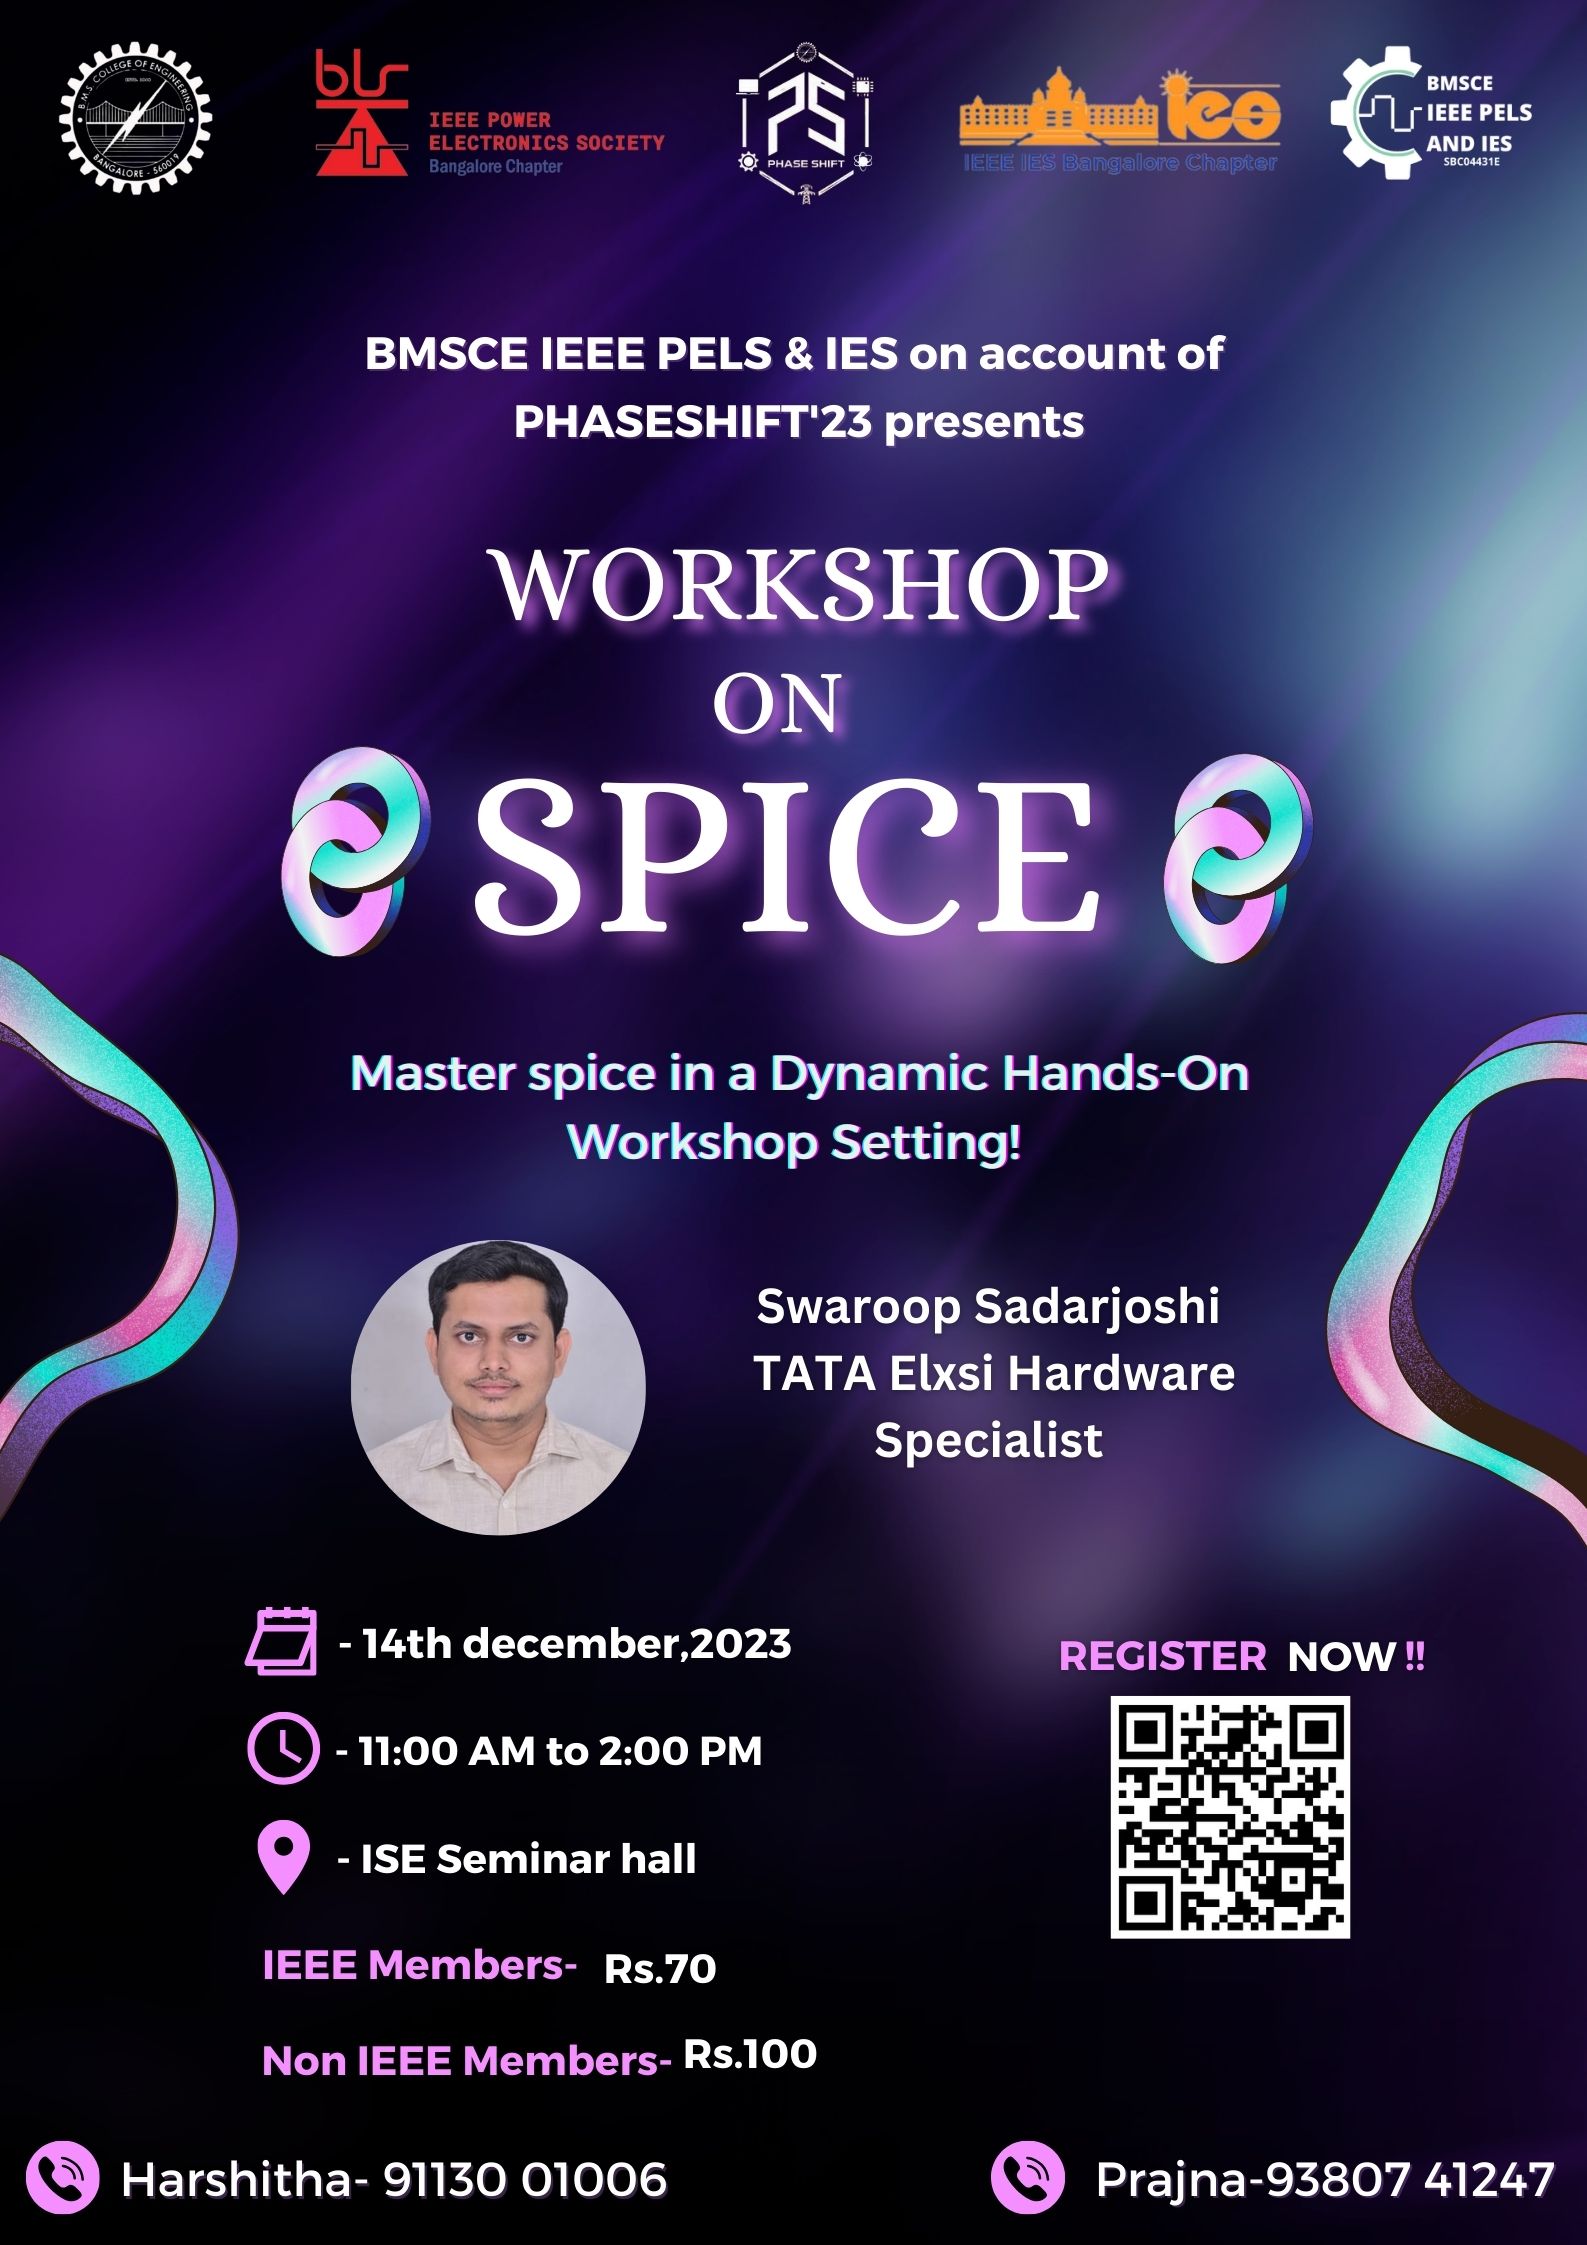 B.M.S. COLLEGE OF ENGINEERING
BANGALORE - 560019
blr
IEEE POWER
ELECTRONICS SOCIETY
Bangalore Chapter
PS
PHASE SHIFT
ies
IEEE IES Bangalore Chapter
BMSCE
IEEE PELS
AND IES
SBC04431E
BMSCE IEEE PELS & IES on account of
PHASESHIFT'23 presents
WORKSHOP
ON
SPICE
Master spice in a Dynamic Hands-On
Workshop Setting!
Swaroop Sadarjoshi
TATA Elxsi Hardware
Specialist
- 14th december,2023
REGISTER NOW !!
- 11:00 AM to 2:00 PM
- ISE Seminar hall
IEEE Members- Rs.70
Non IEEE Members- Rs.100
Harshitha- 91130 01006
Prajna-93807 41247